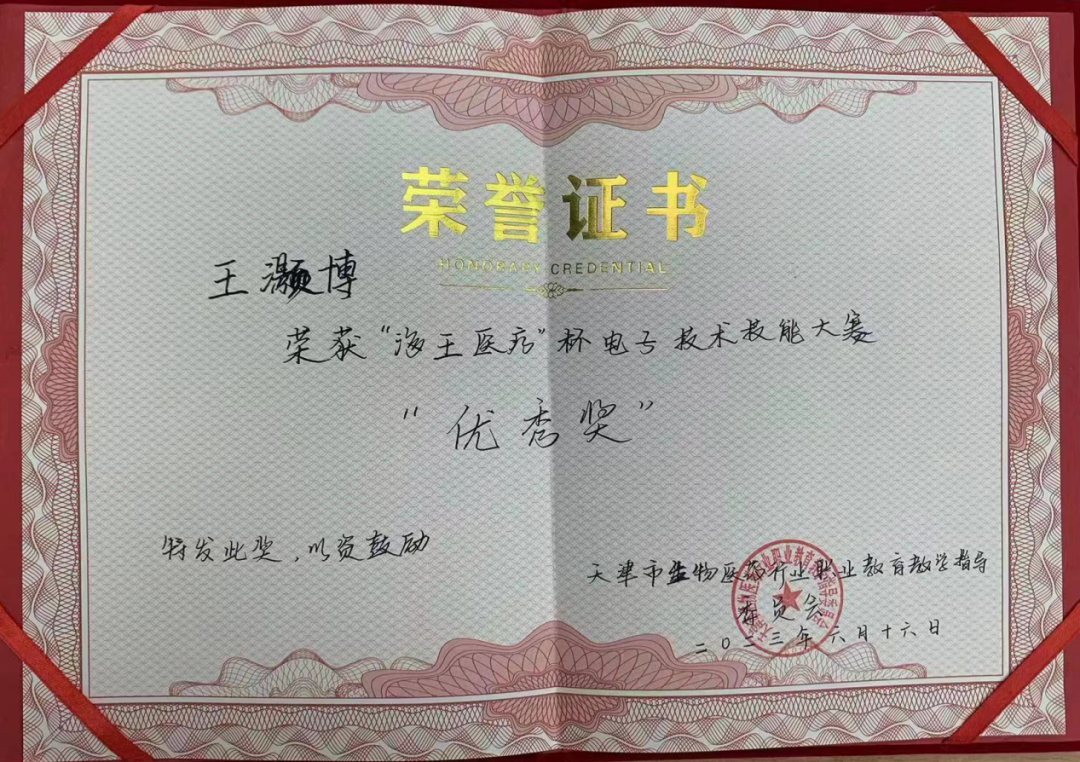 荣誉证书
HONORARY CREDENTIAL
王灏博
荣获“海王医疗”杯电子技术技能大赛
“优秀奖”
特发此奖，以资鼓励
天津市生物医药行业职业教育教学指导
委员会
二〇二三年六月十六日